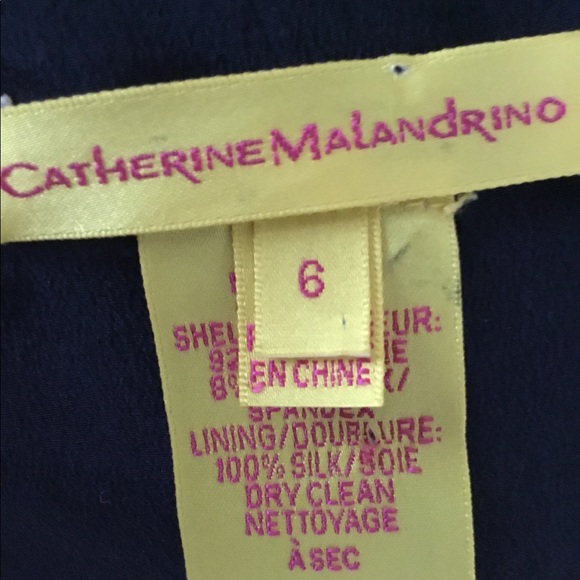 Catherine Malandrino
6
EN CHINE
SPANDEX
LINING/DOUBLURE:
100% SILK/SOIE
DRY CLEAN
NETTOYAGE
À SEC